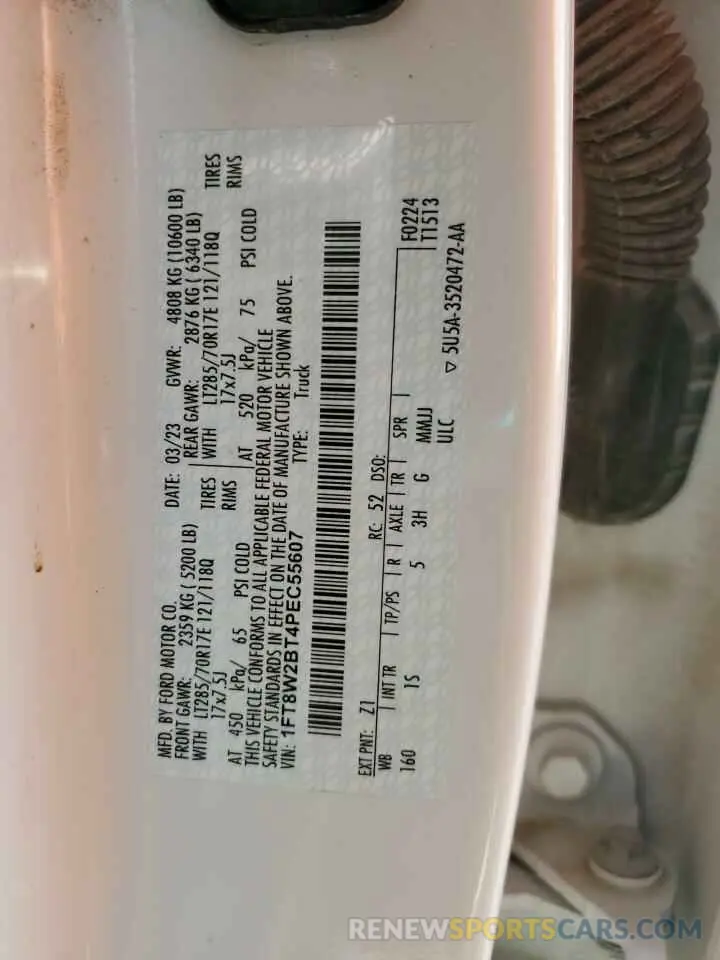 MFD. BY FORD MOTOR CO.
DATE: 03/23 GVWR: 4808 KG (10600 LB)
FRONT GAWR: 2359 KG ( 5200 LB)
REAR GAWR: 2876 KG ( 6340 LB)
WITH LT285/70R17E 121/118Q TIRES
WITH LT285/70R17E 121/118Q TIRES
17x7.5J RIMS
17x7.5J RIMS
AT 450 kPa/ 65 PSI COLD
AT 520 kPa/ 75 PSI COLD
THIS VEHICLE CONFORMS TO ALL APPLICABLE FEDERAL MOTOR VEHICLE
SAFETY STANDARDS IN EFFECT ON THE DATE OF MANUFACTURE SHOWN ABOVE.
VIN: 1FT8W2BT4PEC55607 TYPE: Truck
EXT PNT: Z1 RC: 52 DSO: F0224
WB INT TR TP/PS R AXLE TR SPR T1513
160 1S 5 3H G MMJJ
ULC ▽ 5U5A-3520472-AA
RENEWSPORTSCARS.COM